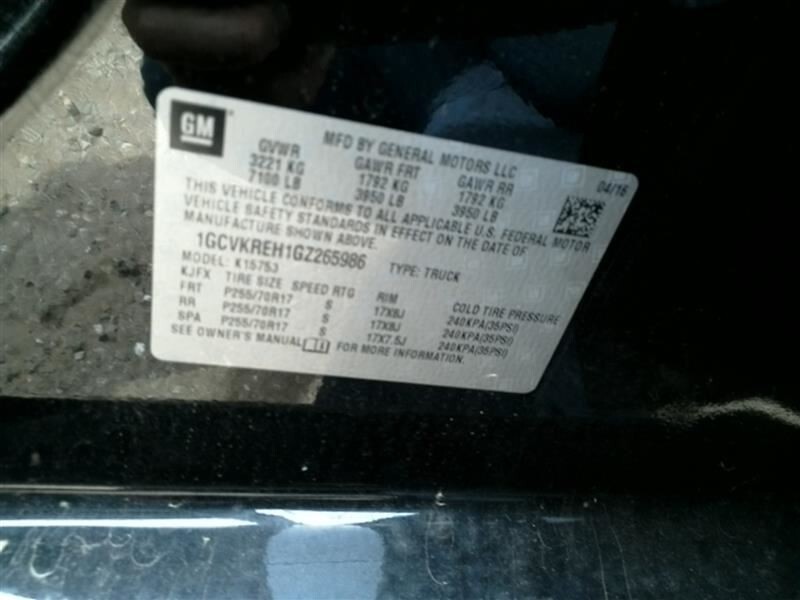 GM
MFD BY GENERAL MOTORS LLC
04/16
GVWR GAWR FRT GAWR RR
3221 KG 1792 KG 1792 KG
7100 LB 3950 LB 3950 LB
THIS VEHICLE CONFORMS TO ALL APPLICABLE U.S. FEDERAL MOTOR
VEHICLE SAFETY STANDARDS IN EFFECT ON THE DATE OF
MANUFACTURE SHOWN ABOVE.
1GCVKREH1GZ265986 TYPE: TRUCK
MODEL: K15753
KJFX TIRE SIZE SPEED RTG RIM COLD TIRE PRESSURE
FRT P255/70R17 S 17X8J 240KPA(35PSI)
RR P255/70R17 S 17X8J 240KPA(35PSI)
SPA P255/70R17 S 17X7.5J 240KPA(35PSI)
SEE OWNER'S MANUAL FOR MORE INFORMATION.